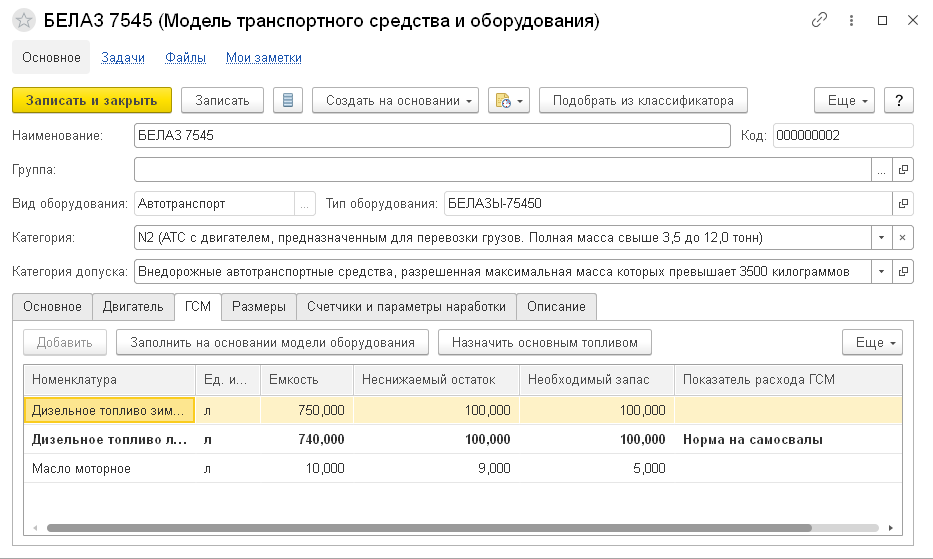 БЕЛАЗ 7545 (Модель транспортного средства и оборудования)
Основное Задачи Файлы Мои заметки
Записать и закрыть Записать Создать на основании Подобрать из классификатора Еще ?
Наименование: БЕЛАЗ 7545 Код: 000000002
Группа: ...
Вид оборудования: Автотранспорт ... Тип оборудования: БЕЛАЗЫ-75450
Категория: N2 (АТС с двигателем, предназначенным для перевозки грузов. Полная масса свыше 3,5 до 12,0 тонн)
Категория допуска: Внедорожные автотранспортные средства, разрешенная максимальная масса которых превышает 3500 килограммов
Основное Двигатель ГСМ Размеры Счетчики и параметры наработки Описание
Добавить Заполнить на основании модели оборудования Назначить основным топливом Еще
Номенклатура Ед. и... Емкость Неснижаемый остаток Необходимый запас Показатель расхода ГСМ
Дизельное топливо зим... л 750,000 100,000 100,000
Дизельное топливо л... л 740,000 100,000 100,000 Норма на самосвалы
Масло моторное л 10,000 9,000 5,000